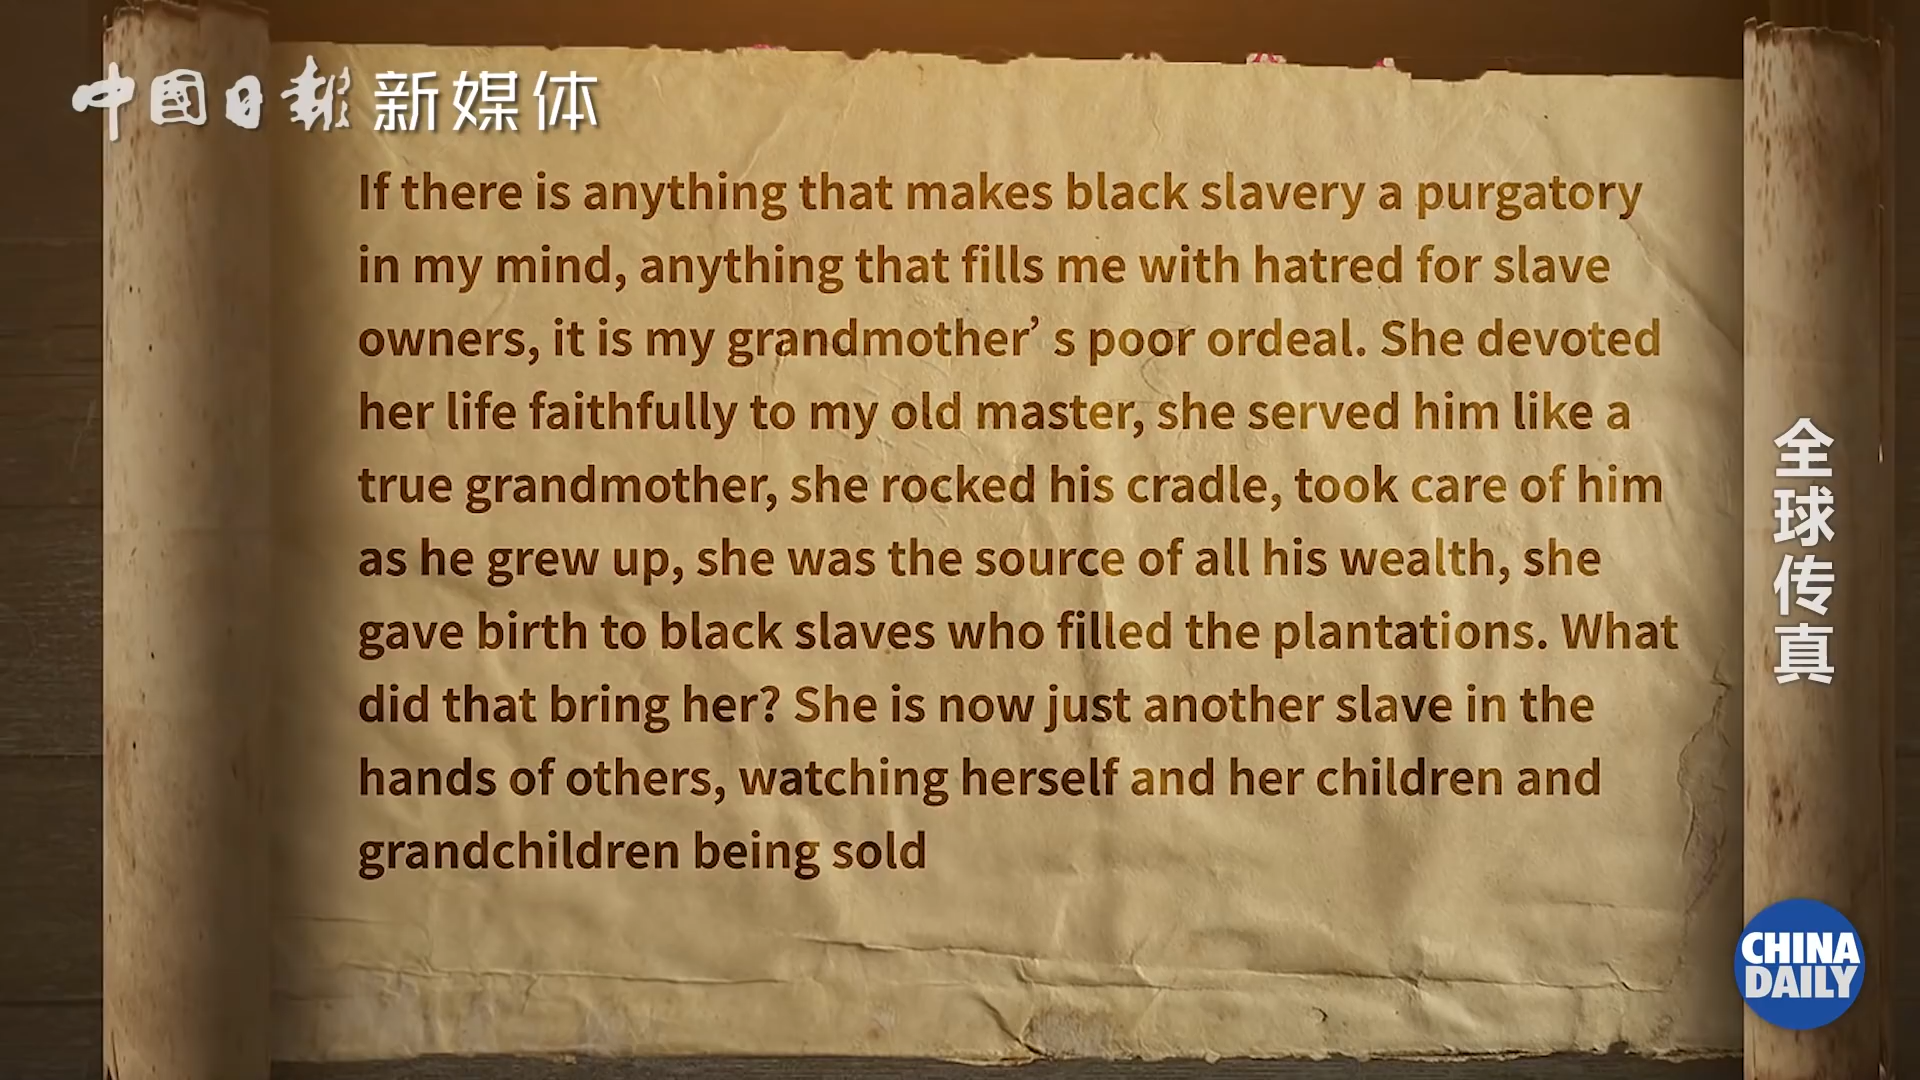 中國日報 新媒体
If there is anything that makes black slavery a purgatory
in my mind, anything that fills me with hatred for slave
owners, it is my grandmother’ s poor ordeal. She devoted
her life faithfully to my old master, she served him like a
true grandmother, she rocked his cradle, took care of him
as he grew up, she was the source of all his wealth, she
gave birth to black slaves who filled the plantations. What
did that bring her? She is now just another slave in the
hands of others, watching herself and her children and
grandchildren being sold
全球传真
CHINA
DAILY